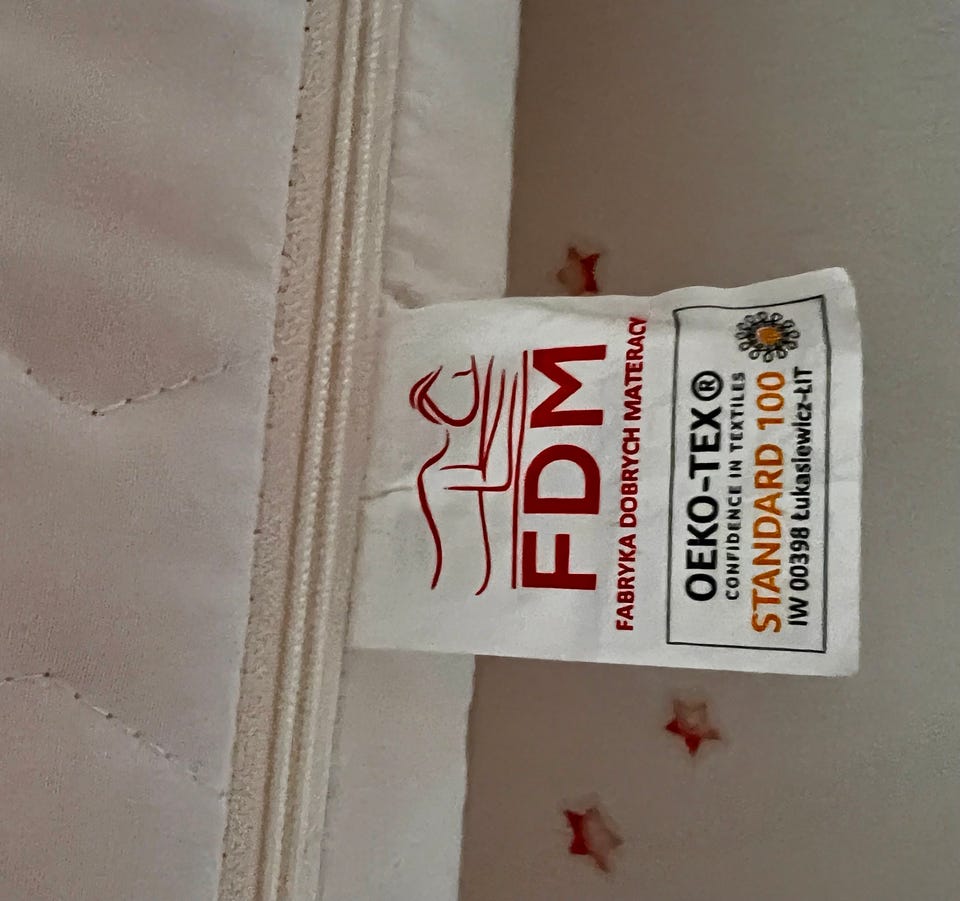 FDM
FABRYKA DOBRYCH MATERACY
OEKO-TEX®
CONFIDENCE IN TEXTILES
STANDARD 100
IW 00398 Łukasiewicz-ŁIT